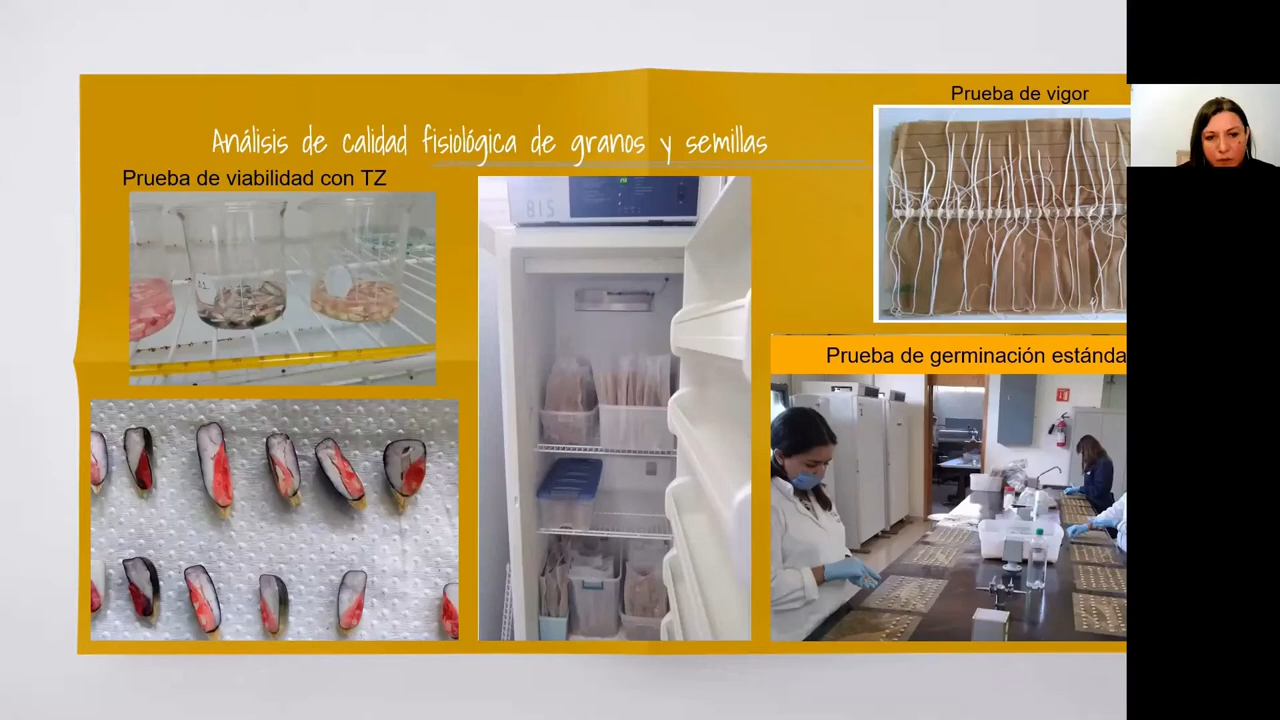 Prueba de vigor
Análisis de calidad fisiológica de granos y semillas
Prueba de viabilidad con TZ
BIS
Prueba de germinación estánda